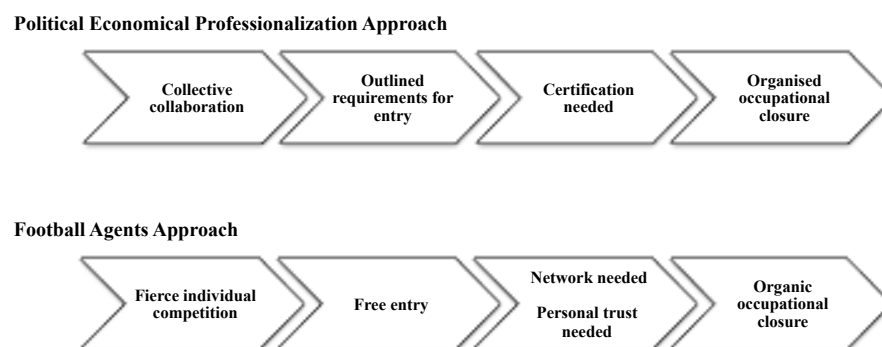 Political Economical Professionalization Approach
Collective
collaboration
Outlined
requirements for
entry
Certification
needed
Organised
occupational
closure
Football Agents Approach
Fierce individual
competition
Free entry
Network needed
Personal trust
needed
Organic
occupational
closure